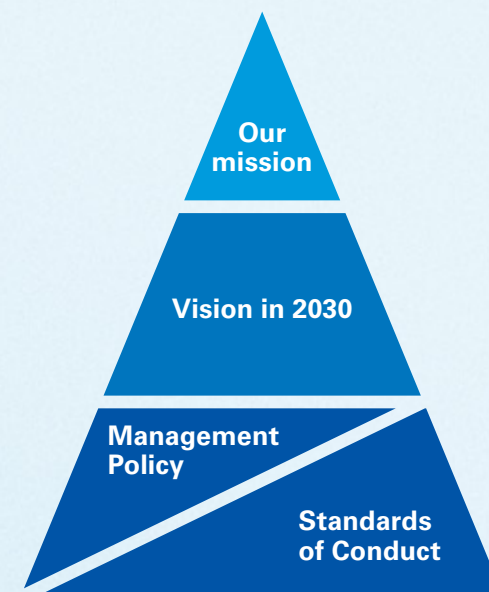 Our
mission
Vision in 2030
Management
Policy
Standards
of Conduct